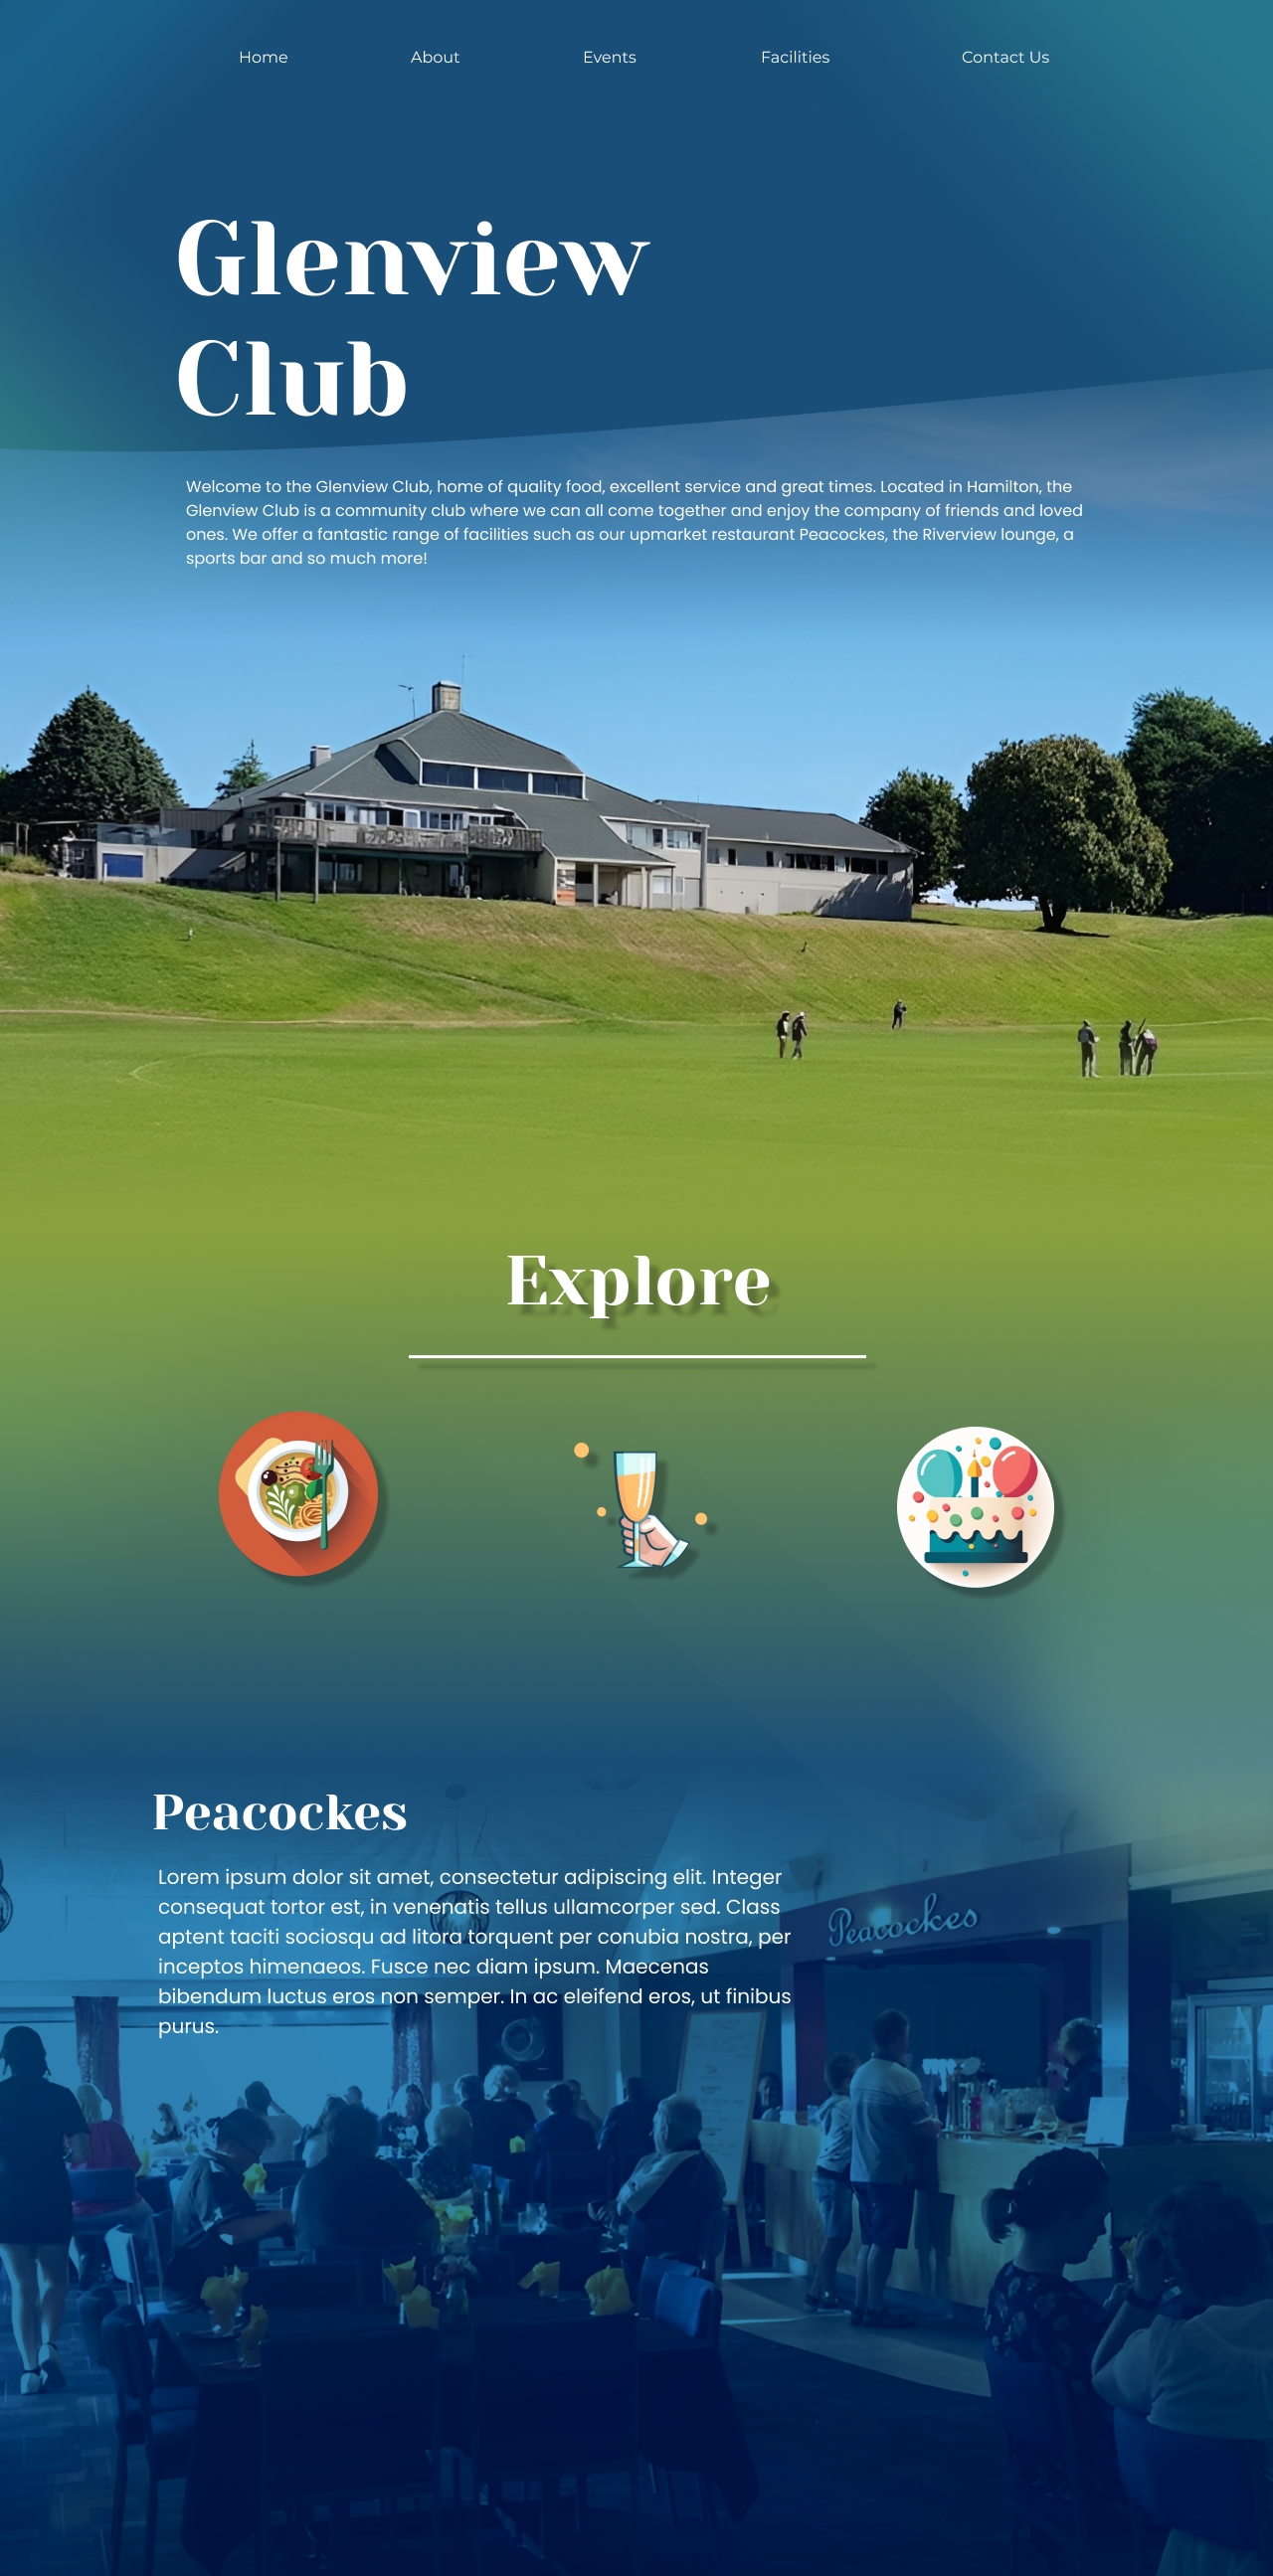 Home About Events Facilities Contact Us
Glenview
Club
Welcome to the Glenview Club, home of quality food, excellent service and great times. Located in Hamilton, the
Glenview Club is a community club where we can all come together and enjoy the company of friends and loved
ones. We offer a fantastic range of facilities such as our upmarket restaurant Peacockes, the Riverview lounge, a
sports bar and so much more!
Explore
Peacockes
Lorem ipsum dolor sit amet, consectetur adipiscing elit. Integer
consequat tortor est, in venenatis tellus ullamcorper sed. Class
aptent taciti sociosqu ad litora torquent per conubia nostra, per
inceptos himenaeos. Fusce nec diam ipsum. Maecenas
bibendum luctus eros non semper. In ac eleifend eros, ut finibus
purus.
Peacockes